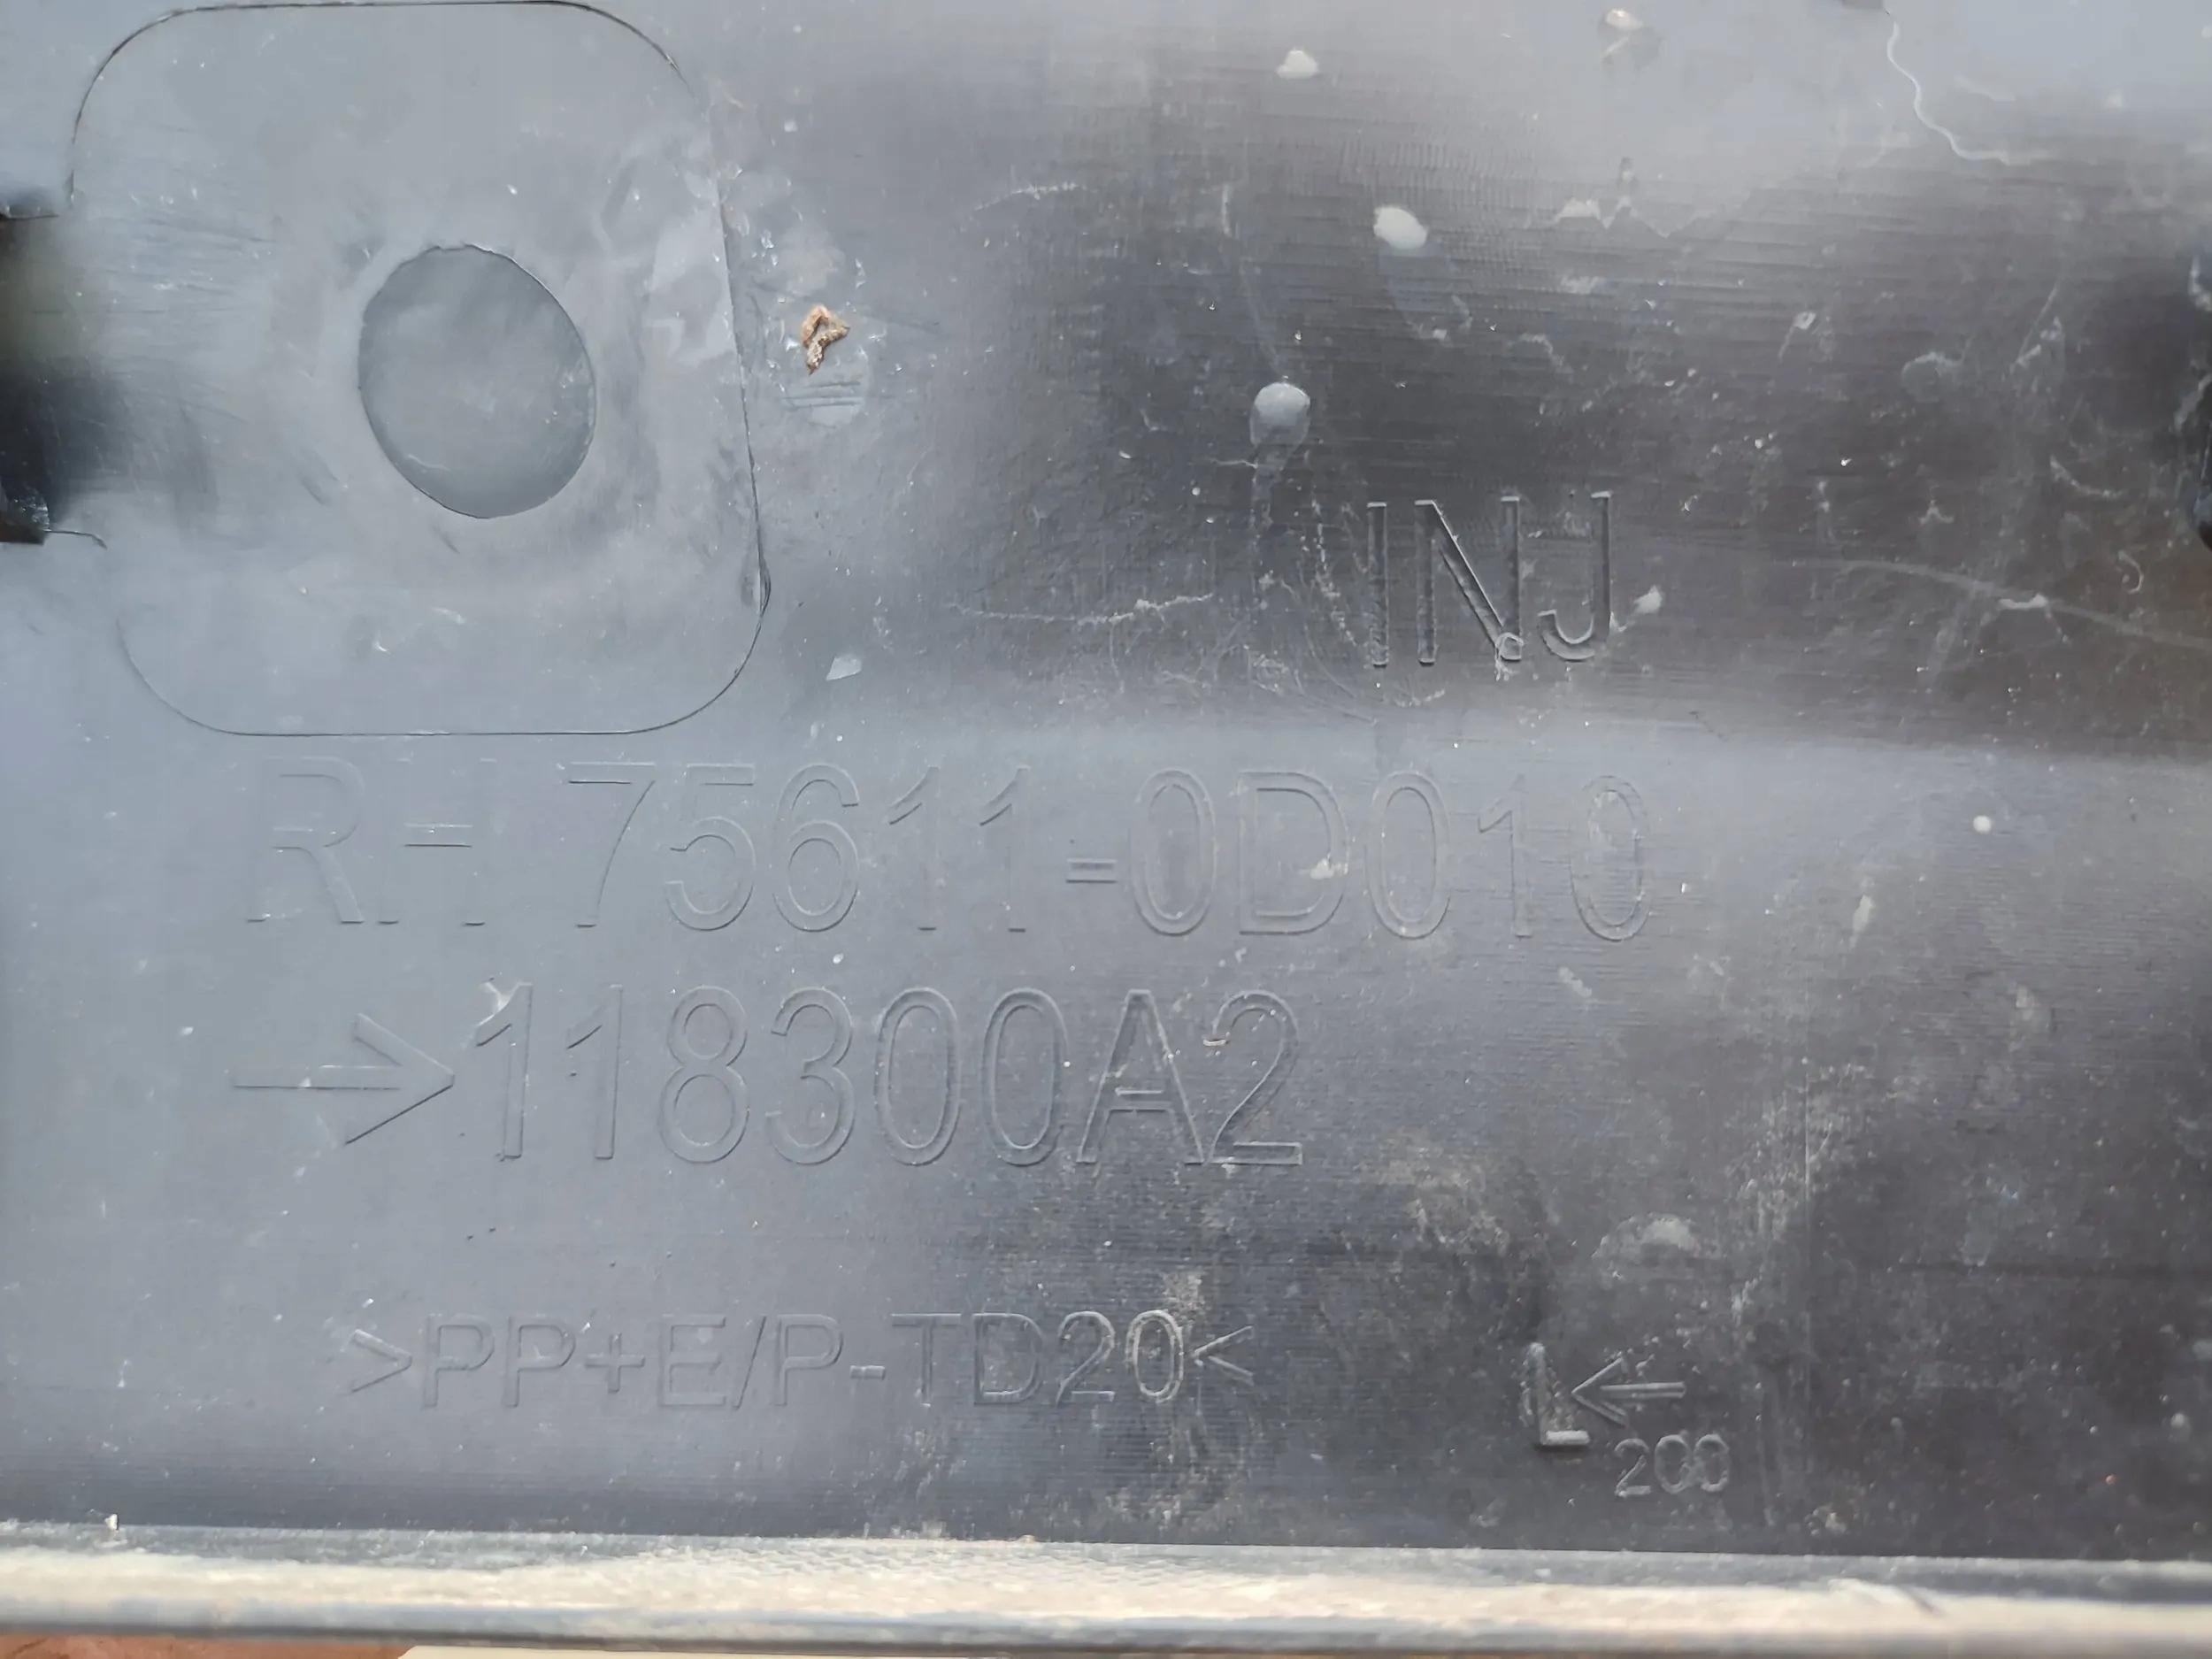 INJ
RH 75611-0D010
→118300A2
>PP+E/P-TD20<
L←
200